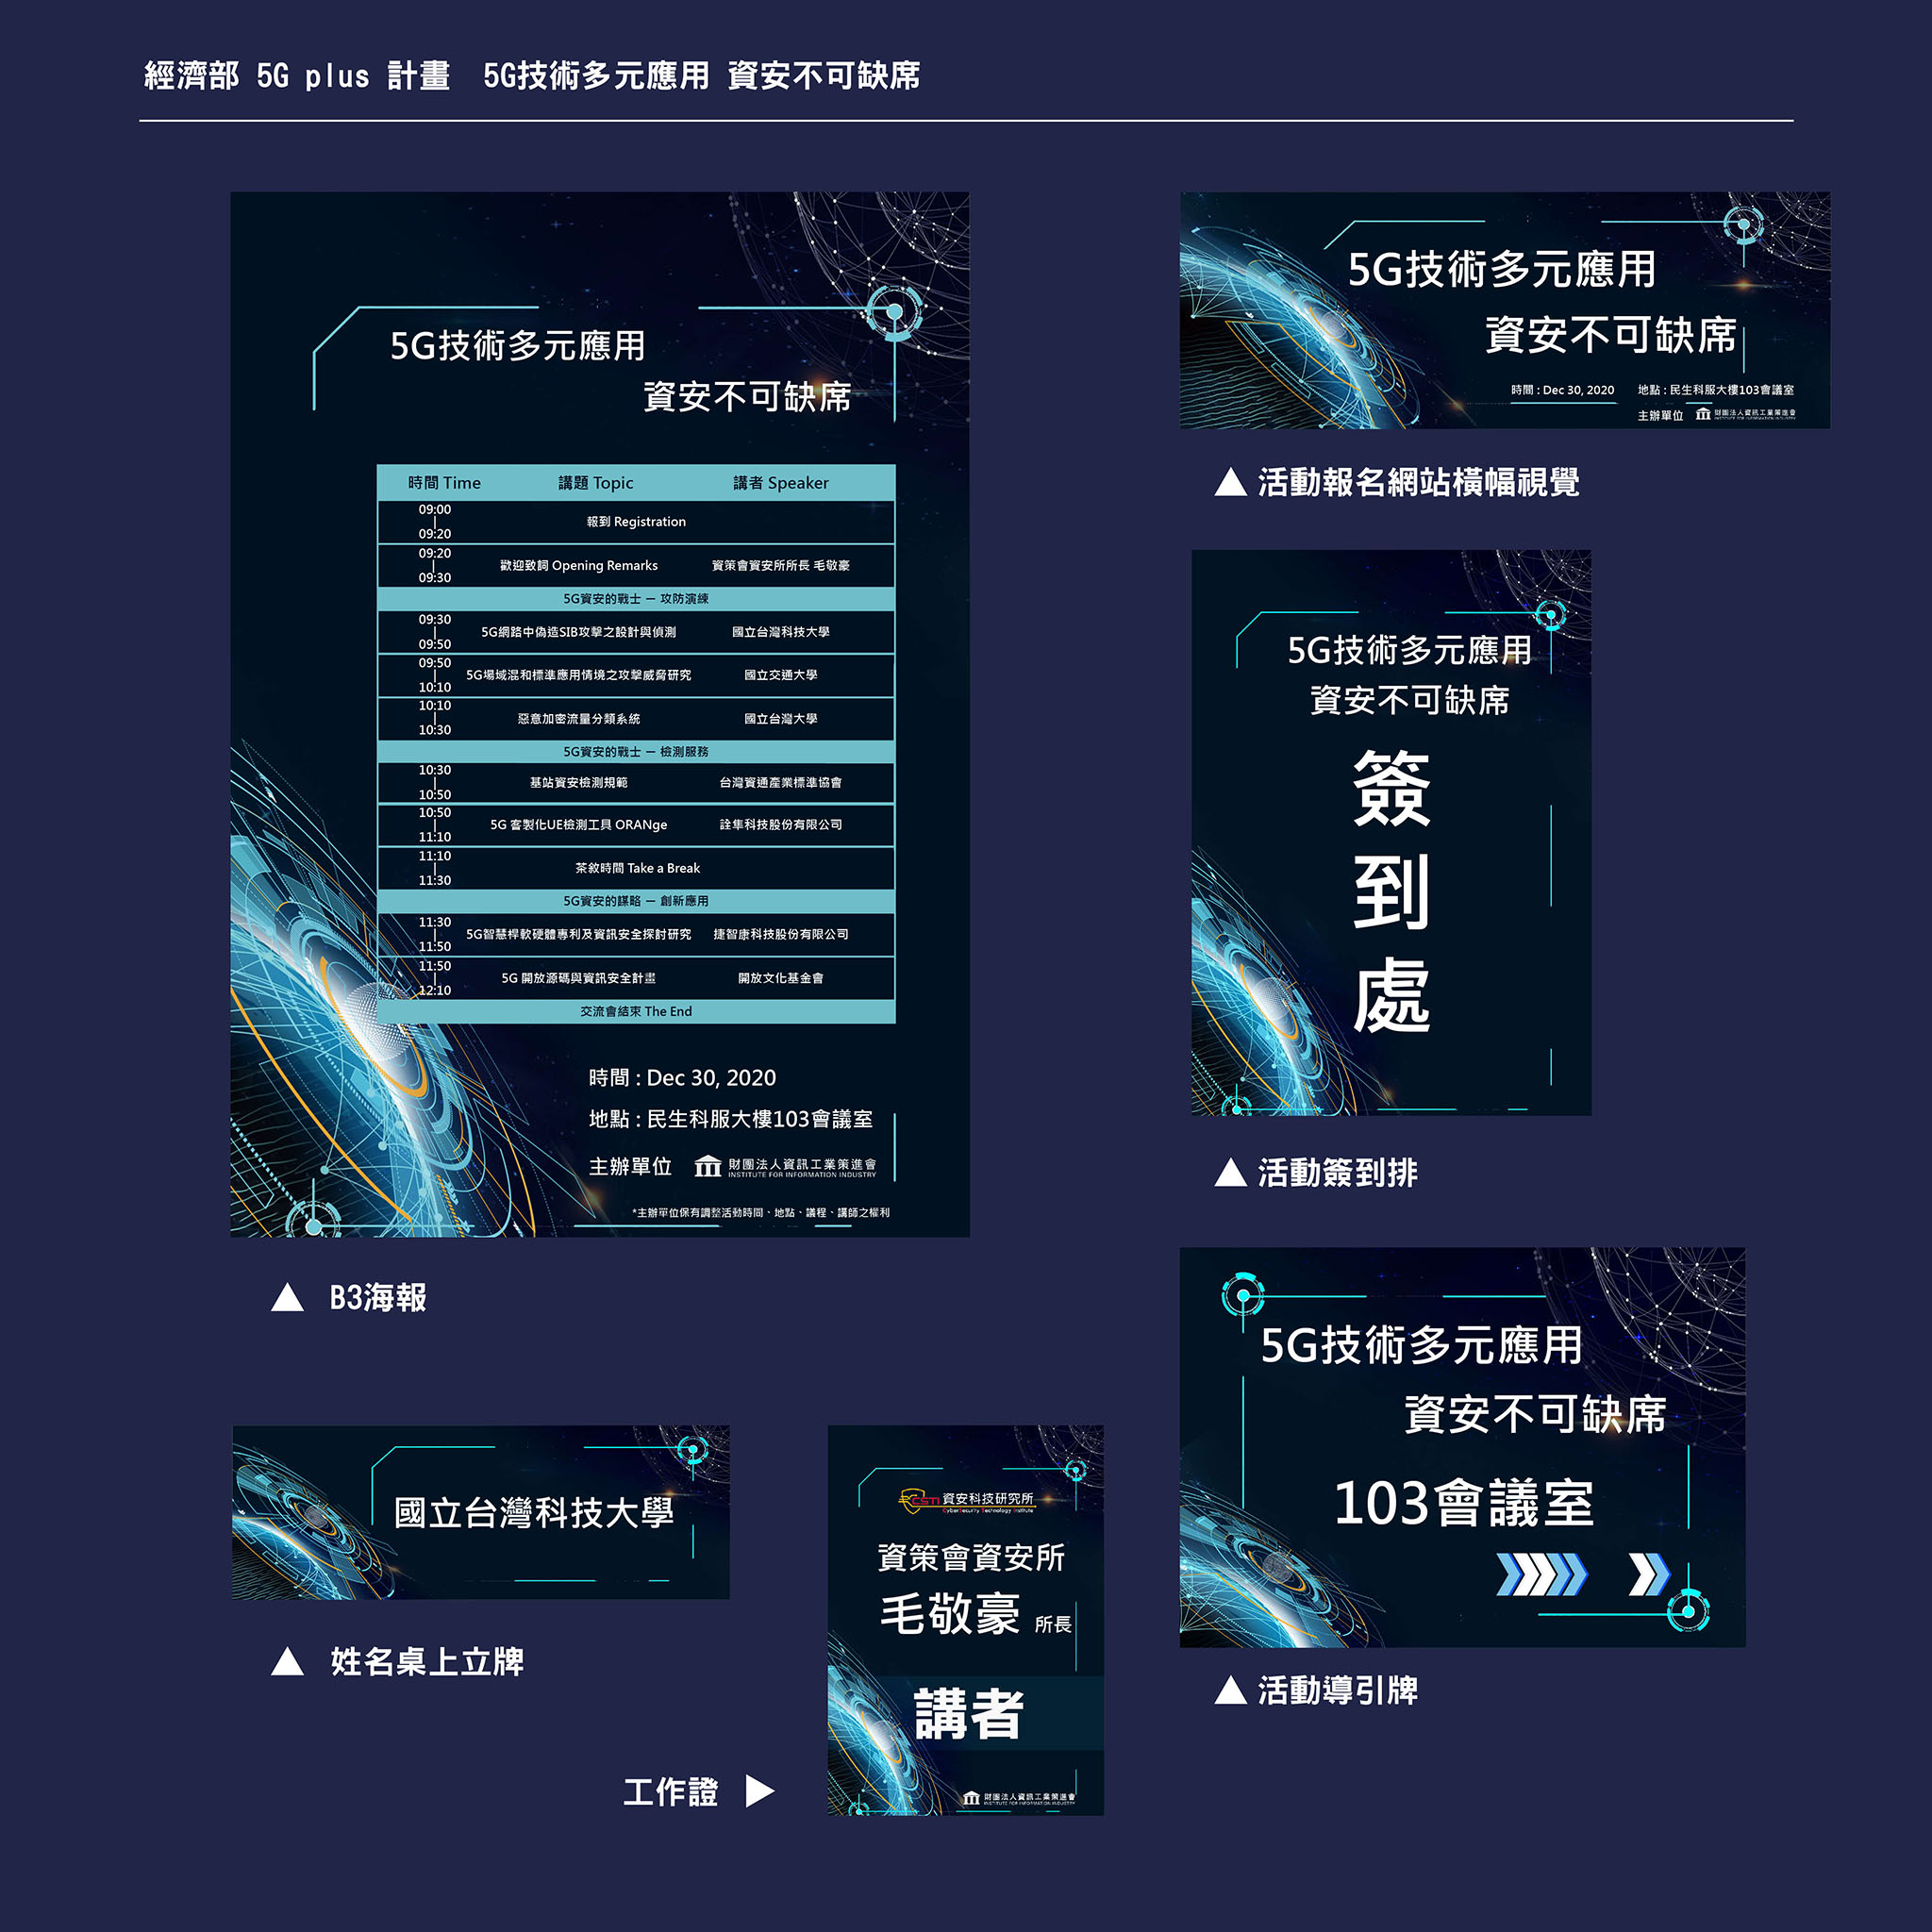 經濟部 5G plus 計畫　5G技術多元應用 資安不可缺席
5G技術多元應用
資安不可缺席
時間 Time 講題 Topic 講者 Speaker
09:00
|
09:20
報到 Registration
09:20
|
09:30
歡迎致詞 Opening Remarks 資策會資安所所長 毛敬豪
5G資安的戰士 － 攻防演練
09:30
|
09:50
5G網路中偽造SIB攻擊之設計與偵測 國立台灣科技大學
09:50
|
10:10
5G場域混和標準應用情境之攻擊威脅研究 國立交通大學
10:10
|
10:30
惡意加密流量分類系統 國立台灣大學
5G資安的戰士 － 檢測服務
10:30
|
10:50
基站資安檢測規範 台灣資通產業標準協會
10:50
|
11:10
5G 客製化UE檢測工具 ORANge 詮隼科技股份有限公司
11:10
|
11:30
茶敘時間 Take a Break
5G資安的謀略 － 創新應用
11:30
|
11:50
5G智慧桿軟硬體專利及資訊安全探討研究 捷智康科技股份有限公司
11:50
|
12:10
5G 開放源碼與資訊安全計畫 開放文化基金會
交流會結束 The End
時間 : Dec 30, 2020
地點 : 民生科服大樓103會議室
主辦單位 財團法人資訊工業策進會
INSTITUTE FOR INFORMATION INDUSTRY
*主辦單位保有調整活動時間、地點、議程、講師之權利
▲ B3海報
5G技術多元應用
資安不可缺席
時間 : Dec 30, 2020 地點 : 民生科服大樓103會議室
主辦單位 財團法人資訊工業策進會
INSTITUTE FOR INFORMATION INDUSTRY
▲ 活動報名網站橫幅視覺
5G技術多元應用
資安不可缺席
簽
到
處
▲ 活動簽到排
5G技術多元應用
資安不可缺席
103會議室
▲ 活動導引牌
國立台灣科技大學
▲ 姓名桌上立牌
CSTI 資安科技研究所
CyberSecurity Technology Institute
資策會資安所
毛敬豪 所長
講者
財團法人資訊工業策進會
INSTITUTE FOR INFORMATION INDUSTRY
工作證 ▶